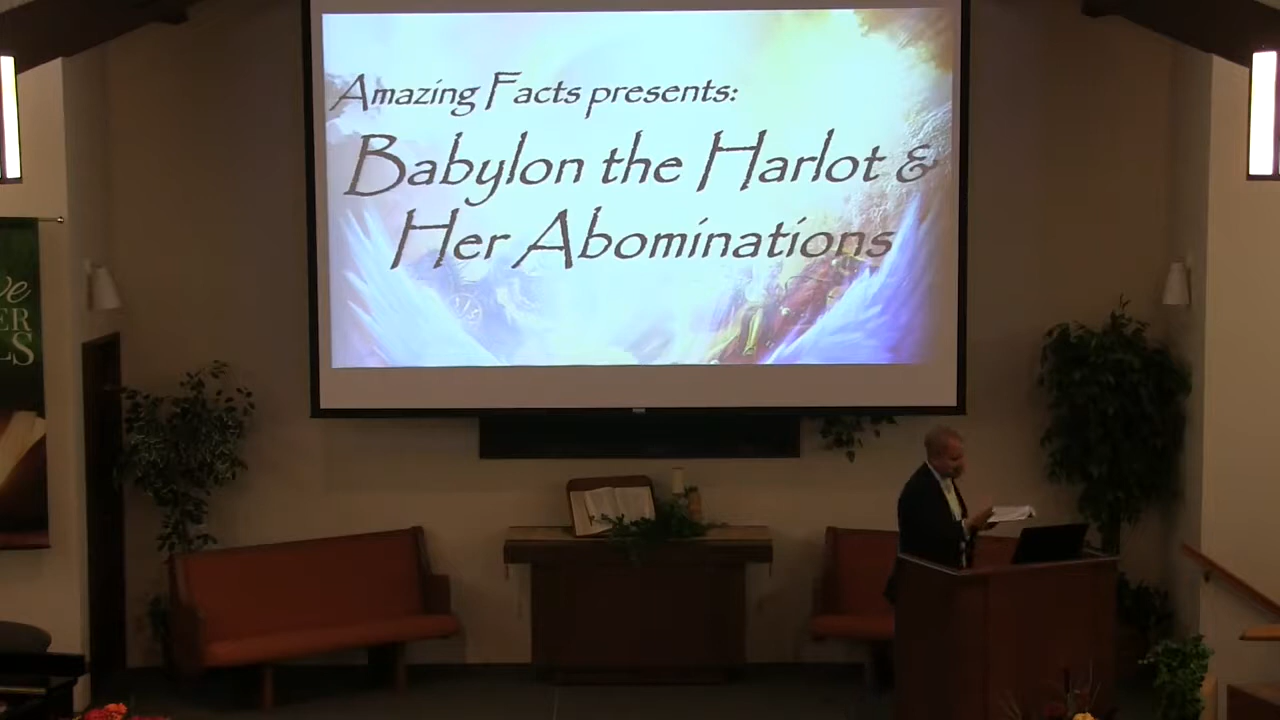 Amazing Facts presents:
Babylon the Harlot &
Her Abominations